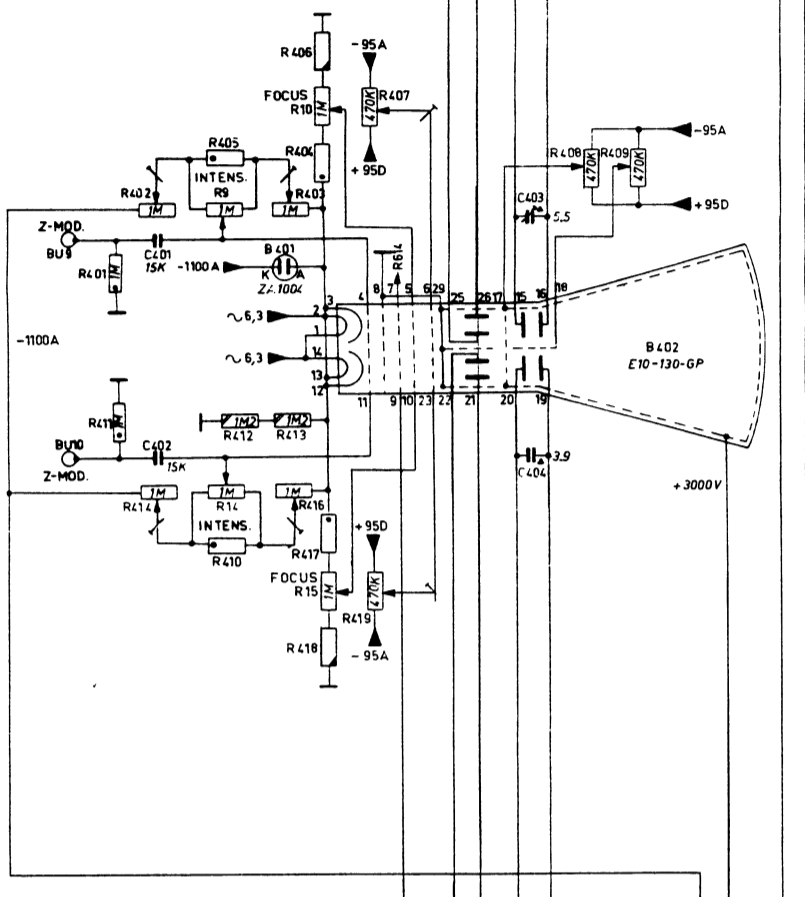 R406
-95A
FOCUS
R10
1M
470K
R407
R404
+95D
R405
INTENS.
R9
R402
1M
1M
1M
R403
Z-MOD.
BU9
C401
15K
R401
1M
-1100A
B401
K
A
ZA1004
R614
R408
470K
R409
470K
-95A
+95D
C403
5.5
3
4
8
7
5
6
29
25
26
17
15
16
18
2
~6,3
1
14
~6,3
13
12
11
9
10
23
22
21
20
19
B402
E10-130-GP
-1100A
R411
1M
BU10
Z-MOD.
C402
15K
1M2
1M2
R412
R413
C404
3.9
+3000V
R414
1M
1M
R14
1M
R416
INTENS.
R410
R417
+95D
FOCUS
R15
1M
470K
R419
R418
-95A